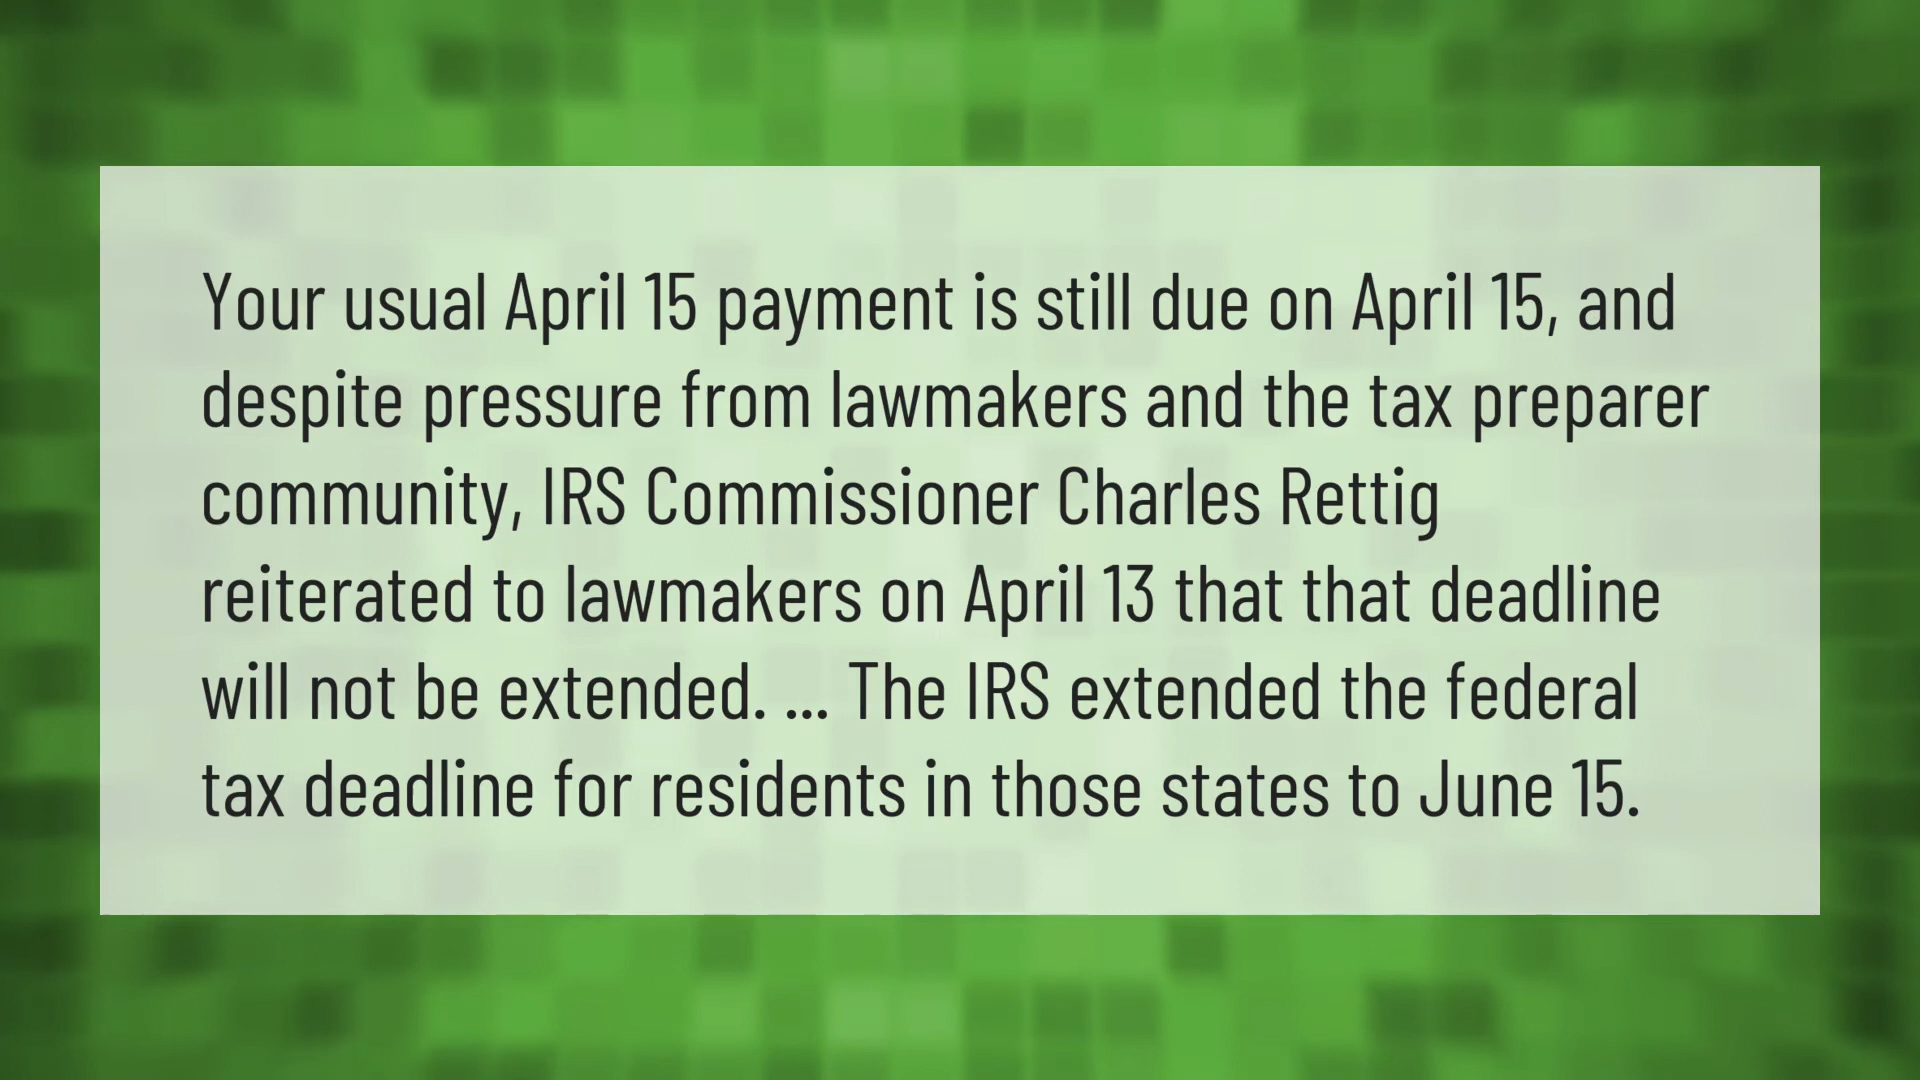 Your usual April 15 payment is still due on April 15, and
despite pressure from lawmakers and the tax preparer
community, IRS Commissioner Charles Rettig
reiterated to lawmakers on April 13 that that deadline
will not be extended. ... The IRS extended the federal
tax deadline for residents in those states to June 15.